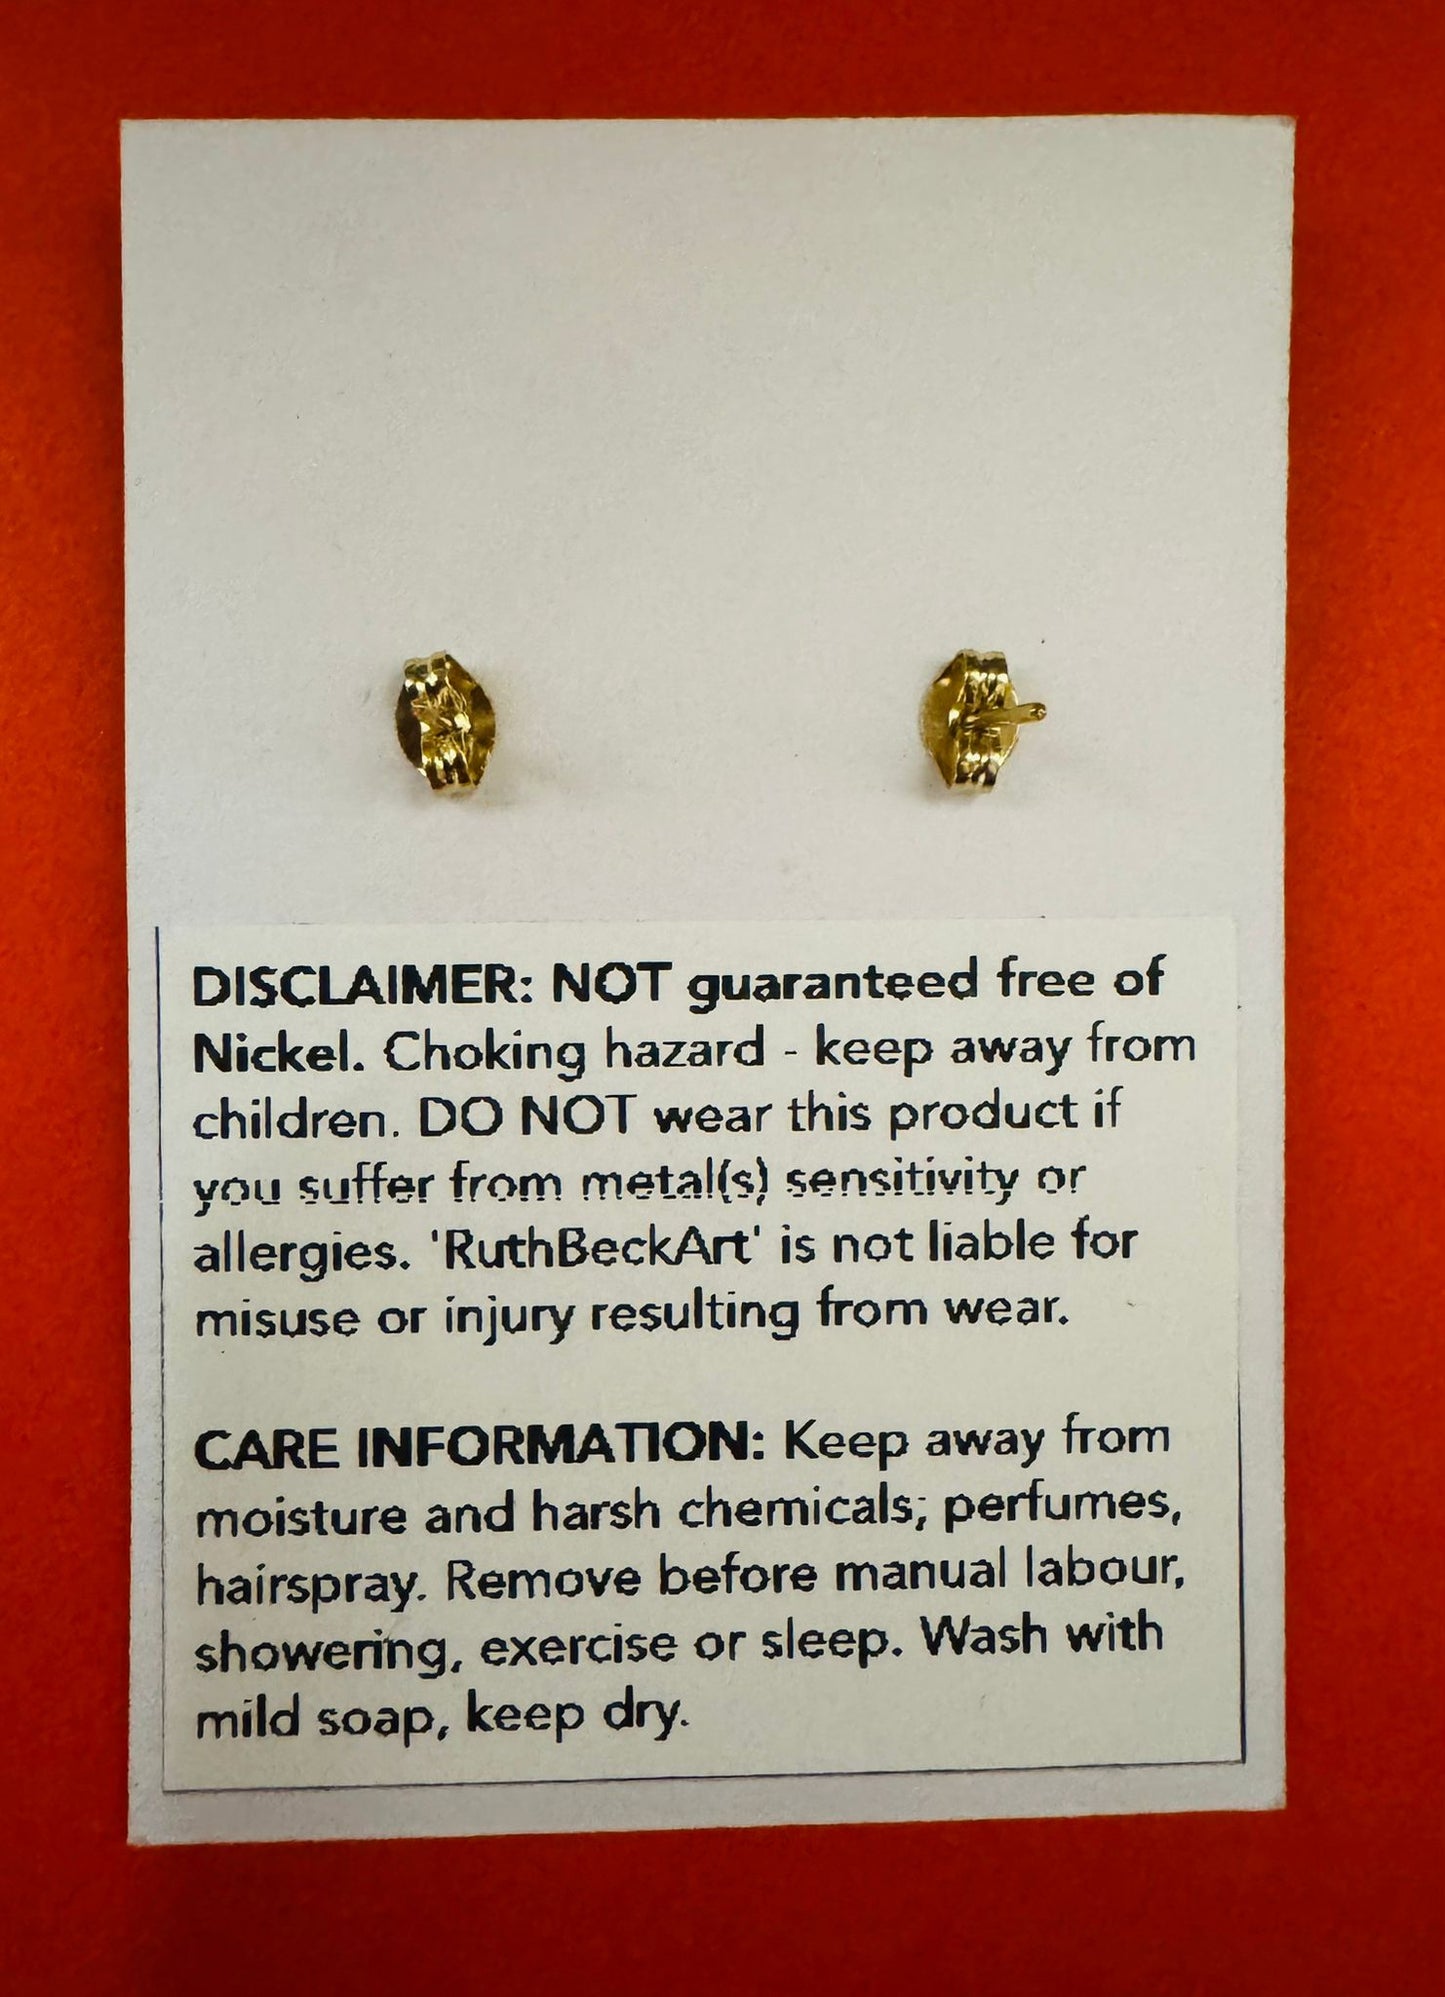 DISCLAIMER: NOT guaranteed free of
Nickel. Choking hazard - keep away from
children. DO NOT wear this product if
you suffer from metal(s) sensitivity or
allergies. 'RuthBeckArt' is not liable for
misuse or injury resulting from wear.
CARE INFORMATION: Keep away from
moisture and harsh chemicals; perfumes,
hairspray. Remove before manual labour,
showering, exercise or sleep. Wash with
mild soap, keep dry.